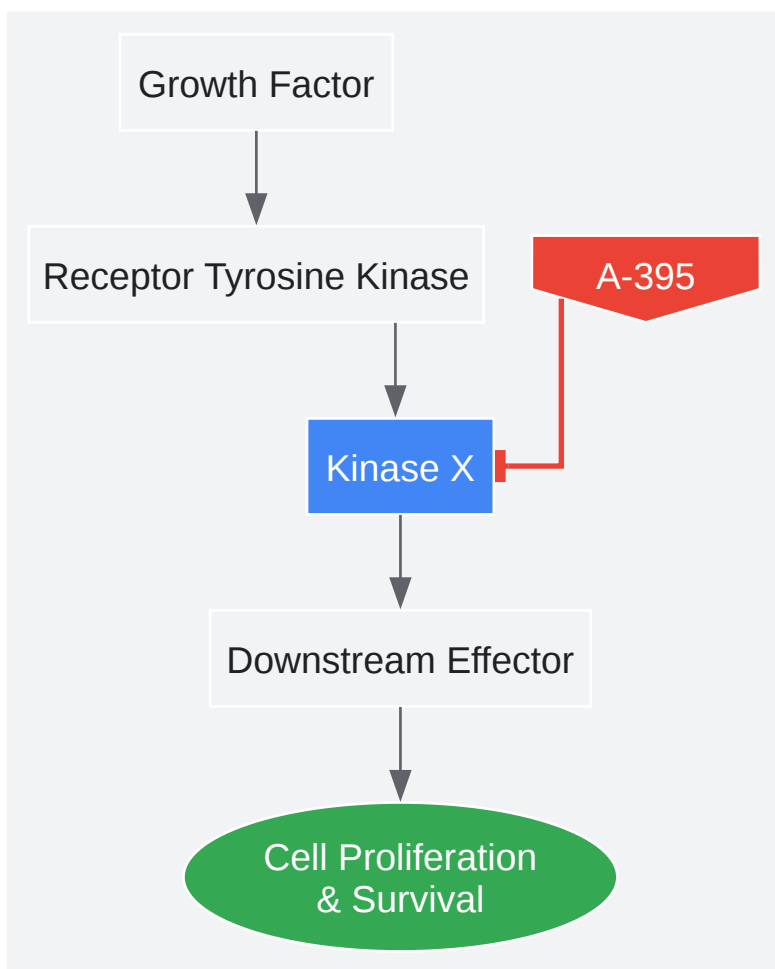 Growth Factor
Receptor Tyrosine Kinase
A-395
Kinase X
Downstream Effector
Cell Proliferation
& Survival